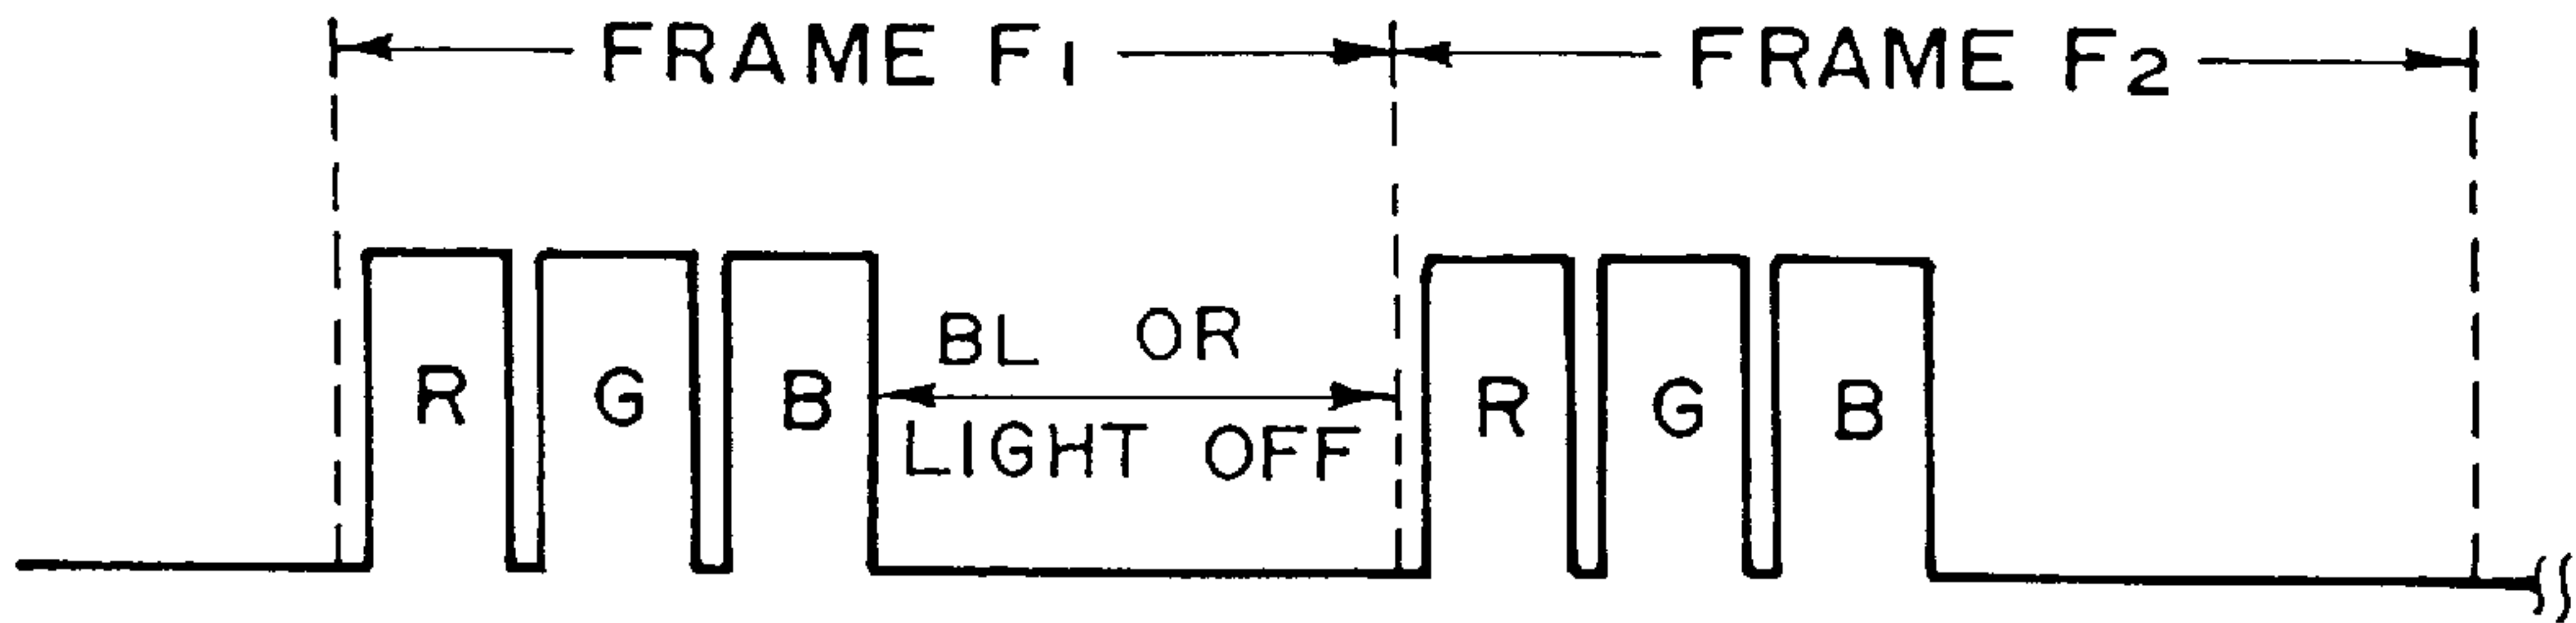 FRAME F1 FRAME F2
BL OR
R G B R G B
LIGHT OFF